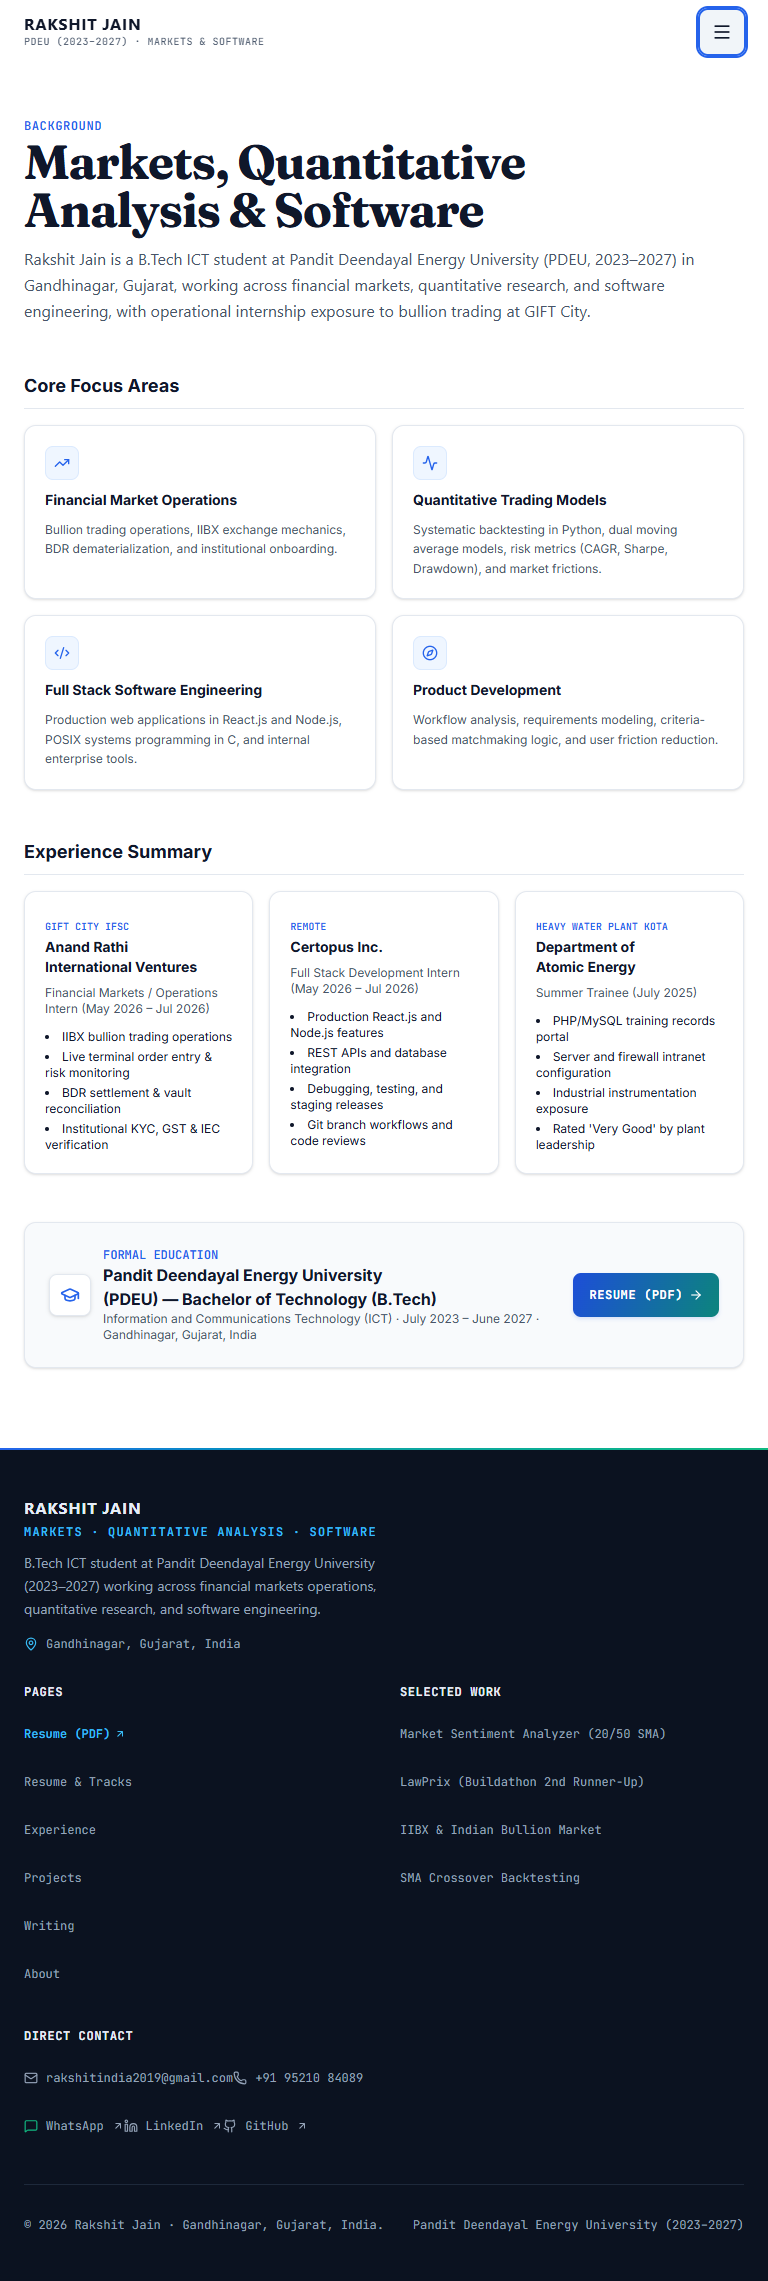 RAKSHIT JAIN
PDEU (2023–2027) · MARKETS & SOFTWARE
BACKGROUND
Markets, Quantitative
Analysis & Software
Rakshit Jain is a B.Tech ICT student at Pandit Deendayal Energy University (PDEU, 2023–2027) in
Gandhinagar, Gujarat, working across financial markets, quantitative research, and software
engineering, with operational internship exposure to bullion trading at GIFT City.
Core Focus Areas
Financial Market Operations
Bullion trading operations, IIBX exchange mechanics,
BDR dematerialization, and institutional onboarding.
Quantitative Trading Models
Systematic backtesting in Python, dual moving
average models, risk metrics (CAGR, Sharpe,
Drawdown), and market frictions.
Full Stack Software Engineering
Production web applications in React.js and Node.js,
POSIX systems programming in C, and internal
enterprise tools.
Product Development
Workflow analysis, requirements modeling, criteria-
based matchmaking logic, and user friction reduction.
Experience Summary
GIFT CITY IFSC
Anand Rathi
International Ventures
Financial Markets / Operations
Intern (May 2026 – Jul 2026)
• IIBX bullion trading operations
• Live terminal order entry &
risk monitoring
• BDR settlement & vault
reconciliation
• Institutional KYC, GST & IEC
verification
REMOTE
Certopus Inc.
Full Stack Development Intern
(May 2026 – Jul 2026)
• Production React.js and
Node.js features
• REST APIs and database
integration
• Debugging, testing, and
staging releases
• Git branch workflows and
code reviews
HEAVY WATER PLANT KOTA
Department of
Atomic Energy
Summer Trainee (July 2025)
• PHP/MySQL training records
portal
• Server and firewall intranet
configuration
• Industrial instrumentation
exposure
• Rated 'Very Good' by plant
leadership
FORMAL EDUCATION
Pandit Deendayal Energy University
(PDEU) — Bachelor of Technology (B.Tech)
Information and Communications Technology (ICT) · July 2023 – June 2027 ·
Gandhinagar, Gujarat, India
RESUME (PDF) →
RAKSHIT JAIN
MARKETS · QUANTITATIVE ANALYSIS · SOFTWARE
B.Tech ICT student at Pandit Deendayal Energy University
(2023–2027) working across financial markets operations,
quantitative research, and software engineering.
Gandhinagar, Gujarat, India
PAGES
Resume (PDF) ↗
Resume & Tracks
Experience
Projects
Writing
About
SELECTED WORK
Market Sentiment Analyzer (20/50 SMA)
LawPrix (Buildathon 2nd Runner-Up)
IIBX & Indian Bullion Market
SMA Crossover Backtesting
DIRECT CONTACT
rakshitindia2019@gmail.com +91 95210 84089
WhatsApp ↗ LinkedIn ↗ GitHub ↗
© 2026 Rakshit Jain · Gandhinagar, Gujarat, India. Pandit Deendayal Energy University (2023–2027)